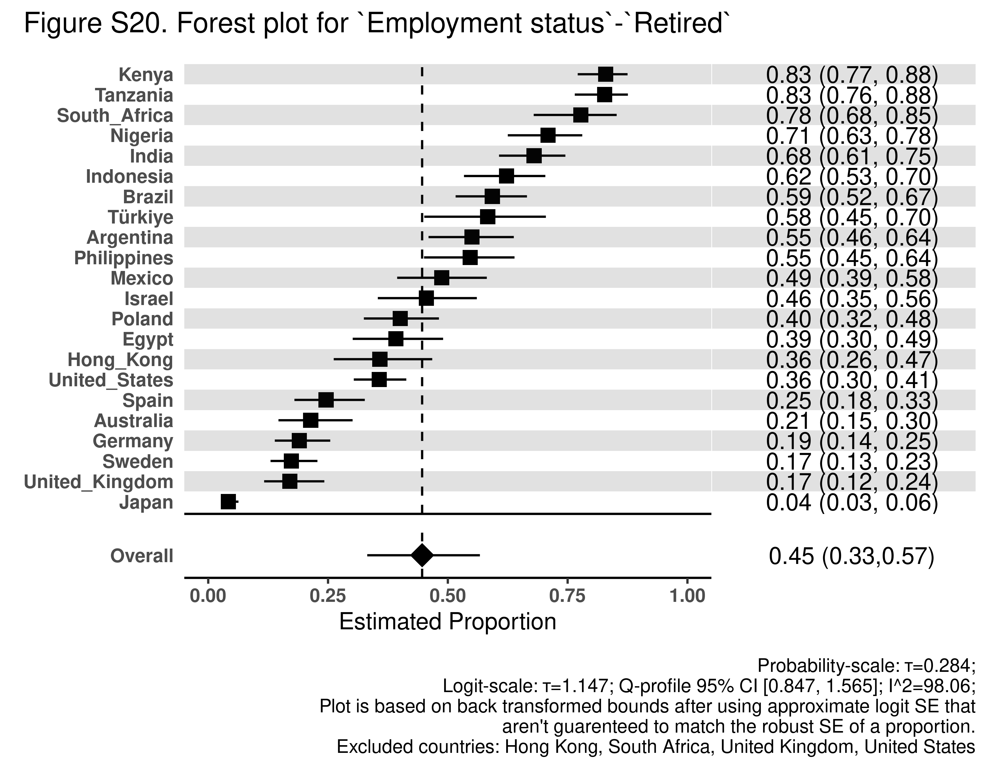 Figure S20. Forest plot for `Employment status`-`Retired`
Kenya 0.83 (0.77, 0.88)
Tanzania 0.83 (0.76, 0.88)
South_Africa 0.78 (0.68, 0.85)
Nigeria 0.71 (0.63, 0.78)
India 0.68 (0.61, 0.75)
Indonesia 0.62 (0.53, 0.70)
Brazil 0.59 (0.52, 0.67)
Türkiye 0.58 (0.45, 0.70)
Argentina 0.55 (0.46, 0.64)
Philippines 0.55 (0.45, 0.64)
Mexico 0.49 (0.39, 0.58)
Israel 0.46 (0.35, 0.56)
Poland 0.40 (0.32, 0.48)
Egypt 0.39 (0.30, 0.49)
Hong_Kong 0.36 (0.26, 0.47)
United_States 0.36 (0.30, 0.41)
Spain 0.25 (0.18, 0.33)
Australia 0.21 (0.15, 0.30)
Germany 0.19 (0.14, 0.25)
Sweden 0.17 (0.13, 0.23)
United_Kingdom 0.17 (0.12, 0.24)
Japan 0.04 (0.03, 0.06)
Overall 0.45 (0.33,0.57)
0.00 0.25 0.50 0.75 1.00
Estimated Proportion
Probability-scale: τ=0.284;
Logit-scale: τ=1.147; Q-profile 95% CI [0.847, 1.565]; I^2=98.06;
Plot is based on back transformed bounds after using approximate logit SE that
aren't guarenteed to match the robust SE of a proportion.
Excluded countries: Hong Kong, South Africa, United Kingdom, United States